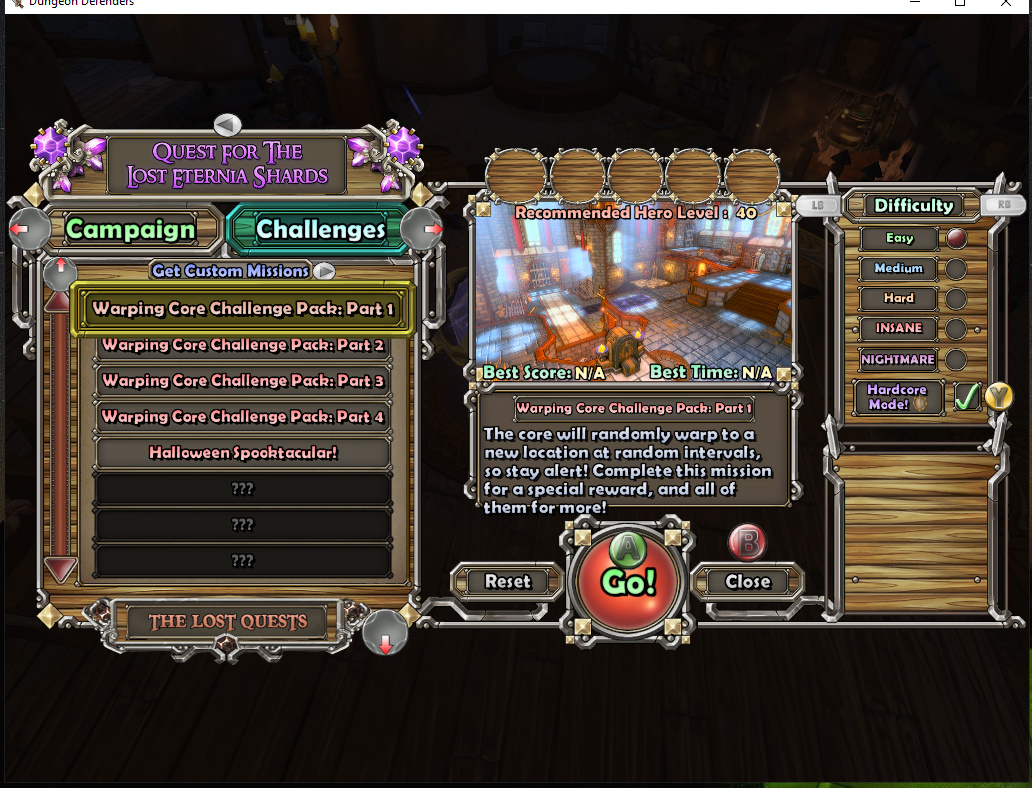 Dungeon Defenders
QUEST FOR THE
LOST ETERNIA SHARDS
Campaign
Challenges
Get Custom Missions
Warping Core Challenge Pack: Part 1
Warping Core Challenge Pack: Part 2
Warping Core Challenge Pack: Part 3
Warping Core Challenge Pack: Part 4
Halloween Spooktacular!
???
???
???
THE LOST QUESTS
Recommended Hero Level : 40
Best Score: N/A
Best Time: N/A
Warping Core Challenge Pack: Part 1
The core will randomly warp to a
new location at random intervals,
so stay alert! Complete this mission
for a special reward, and all of
them for more!
Reset
A
Go!
B
Close
LB
Difficulty
RB
Easy
Medium
Hard
INSANE
NIGHTMARE
Hardcore
Mode!
Y